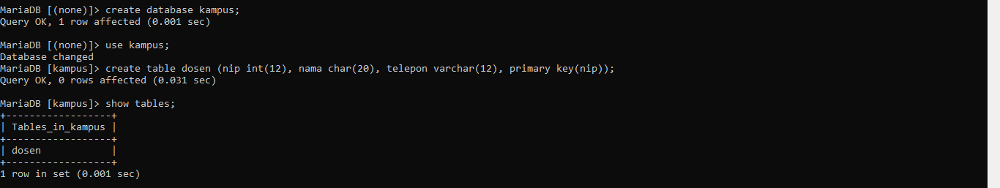 MariaDB [(none)]> create database kampus;
Query OK, 1 row affected (0.001 sec)
MariaDB [(none)]> use kampus;
Database changed
MariaDB [kampus]> create table dosen (nip int(12), nama char(20), telepon varchar(12), primary key(nip));
Query OK, 0 rows affected (0.031 sec)
MariaDB [kampus]> show tables;
+------------------+
| Tables_in_kampus |
+------------------+
| dosen            |
+------------------+
1 row in set (0.001 sec)